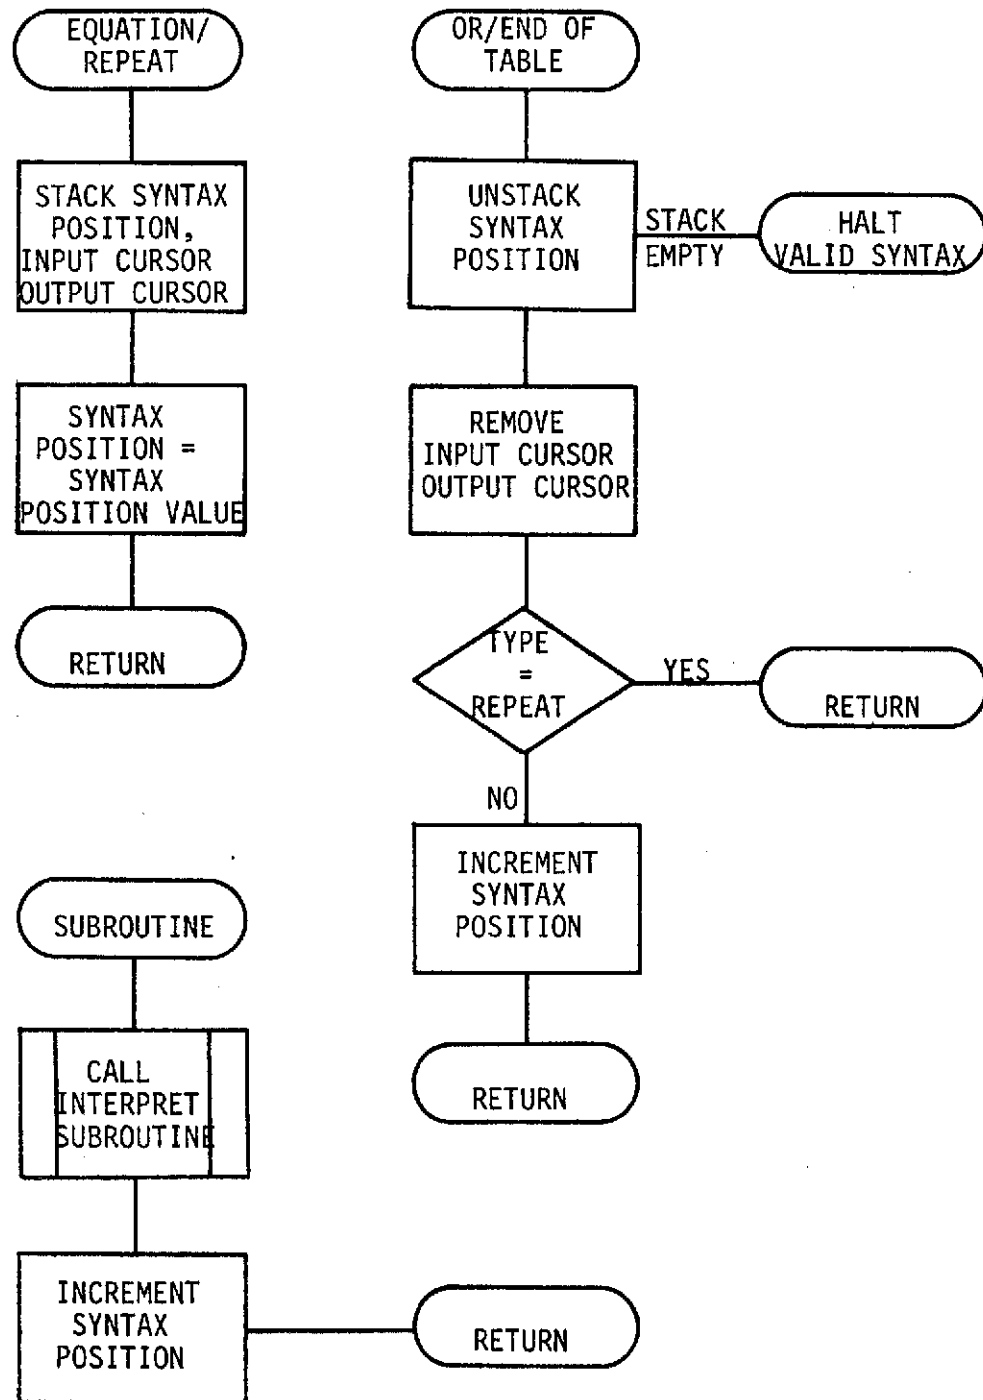 EQUATION/
REPEAT
STACK SYNTAX
POSITION,
INPUT CURSOR
OUTPUT CURSOR
SYNTAX
POSITION =
SYNTAX
POSITION VALUE
RETURN
OR/END OF
TABLE
UNSTACK
SYNTAX
POSITION
STACK
EMPTY
HALT
VALID SYNTAX
REMOVE
INPUT CURSOR
OUTPUT CURSOR
TYPE
=
REPEAT
YES
RETURN
NO
INCREMENT
SYNTAX
POSITION
RETURN
SUBROUTINE
CALL
INTERPRET
SUBROUTINE
INCREMENT
SYNTAX
POSITION
RETURN